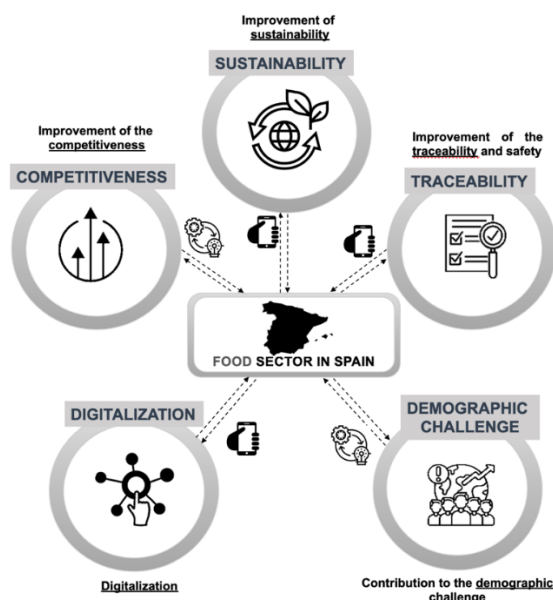 Improvement of
sustainability
SUSTAINABILITY
Improvement of the
competitiveness
COMPETITIVENESS
Improvement of the
traceability and safety
TRACEABILITY
FOOD SECTOR IN SPAIN
DIGITALIZATION
Digitalization
DEMOGRAPHIC
CHALLENGE
Contribution to the demographic
challenge